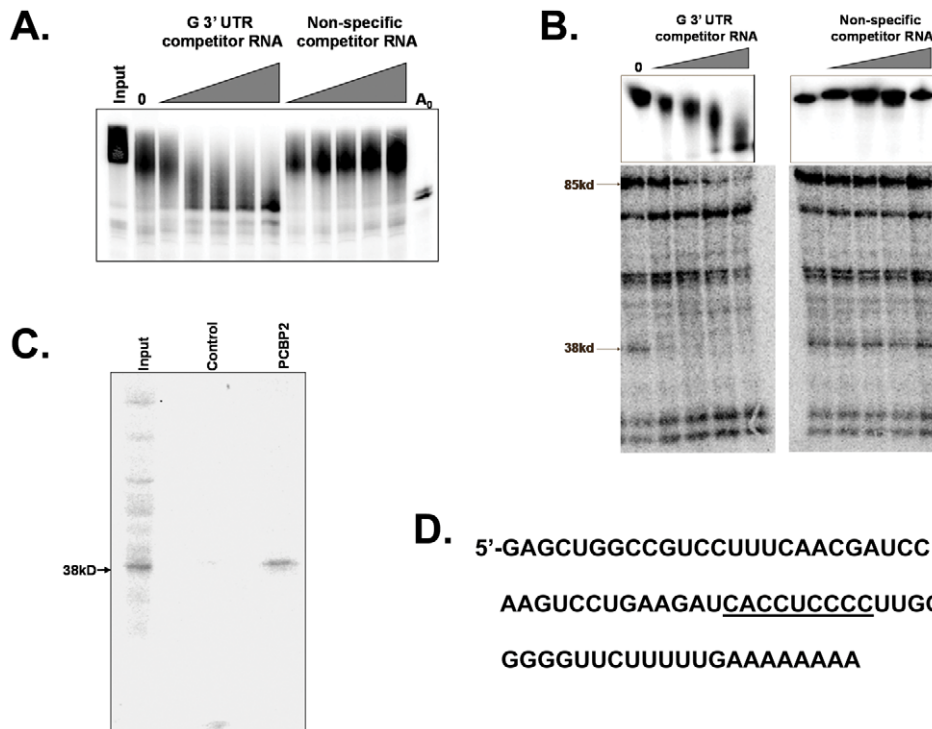 A.
G 3’ UTR
competitor RNA
Non-specific
competitor RNA
Input
0
A₀
B.
G 3’ UTR
competitor RNA
Non-specific
competitor RNA
0
85kd
38kd
C.
Input
Control
PCBP2
38kD
D.
5’-GAGCUGGCCGUCCUUUCAACGAUCC
AAGUCCUGAAGAUCACCUCCCCUUGG
GGGGUUCUUUUUGAAAAAAAA